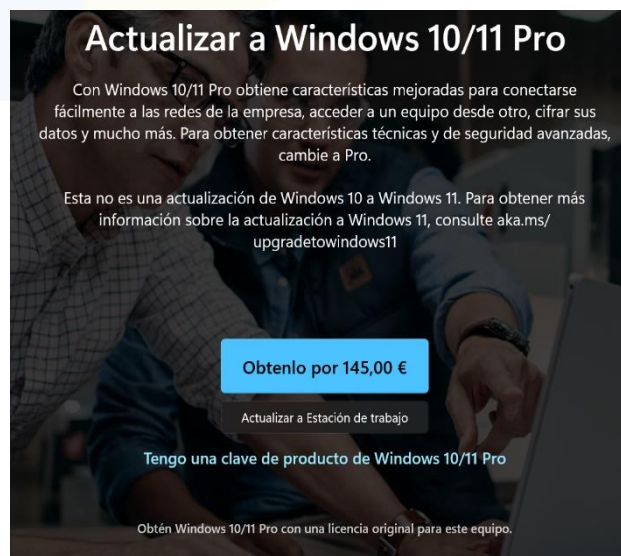 Actualizar a Windows 10/11 Pro
Con Windows 10/11 Pro obtiene características mejoradas para conectarse
fácilmente a las redes de la empresa, acceder a un equipo desde otro, cifrar sus
datos y mucho más. Para obtener características técnicas y de seguridad avanzadas,
cambie a Pro.
Esta no es una actualización de Windows 10 a Windows 11. Para obtener más
información sobre la actualización a Windows 11, consulte aka.ms/
upgradetowindows11
Obtenlo por 145,00 €
Actualizar a Estación de trabajo
Tengo una clave de producto de Windows 10/11 Pro
Obtén Windows 10/11 Pro con una licencia original para este equipo.